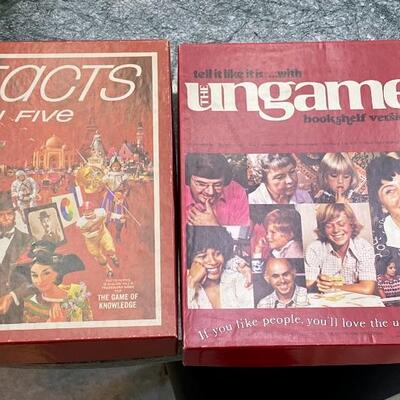 FACTS
FIVE
THE GAME OF
KNOWLEDGE
tell it like it is ...with
THE ungame
bookshelf versio
If you like people, you'll love the u